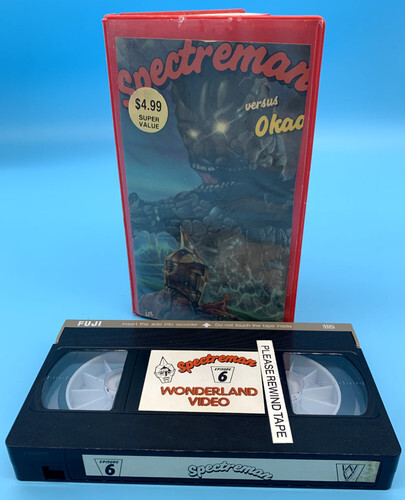 Spectreman
$4.99
SUPER
VALUE
versus
Okao
FUJI
Insert this side into recorder
Do not touch the tape inside
VHS
Spectreman
EPISODE
6
WONDERLAND
VIDEO
PLEASE REWIND TAPE
EPISODE
6
Spectreman